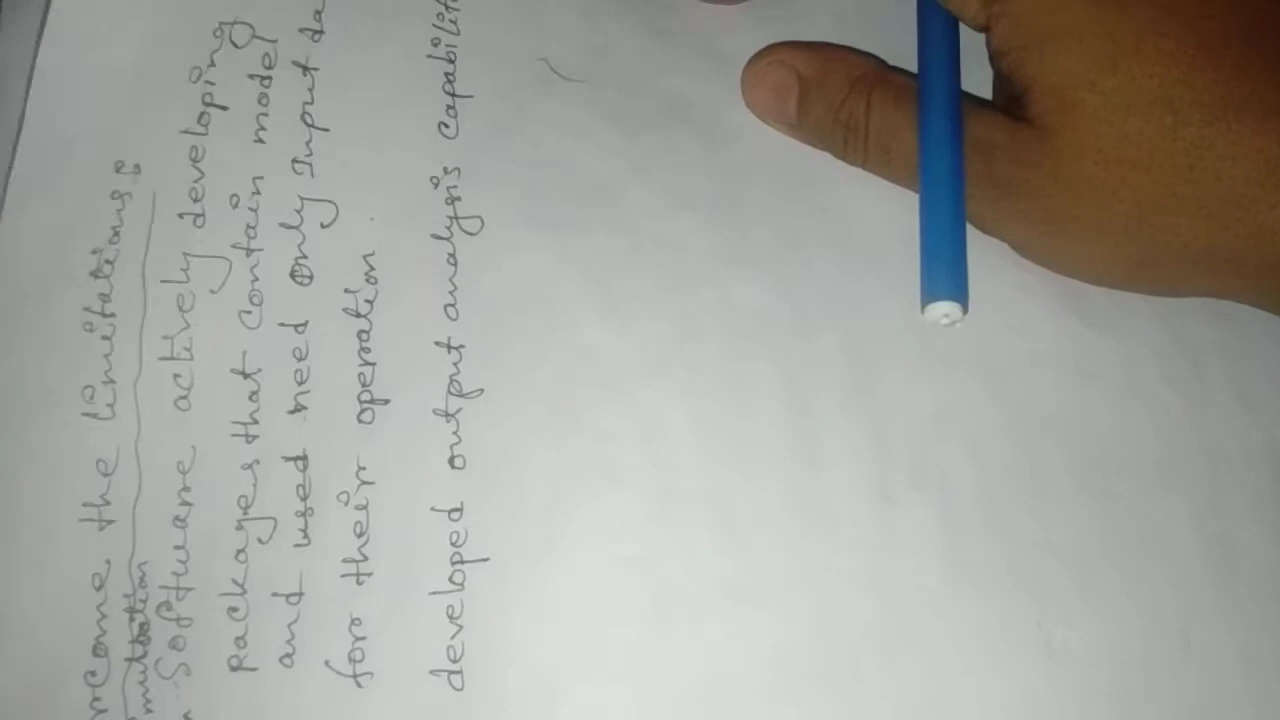 rcome the limitations:
mulation
Software actively developing
packages that contain model
and used need only Input da
for their operation.
developed output analysis capabilit